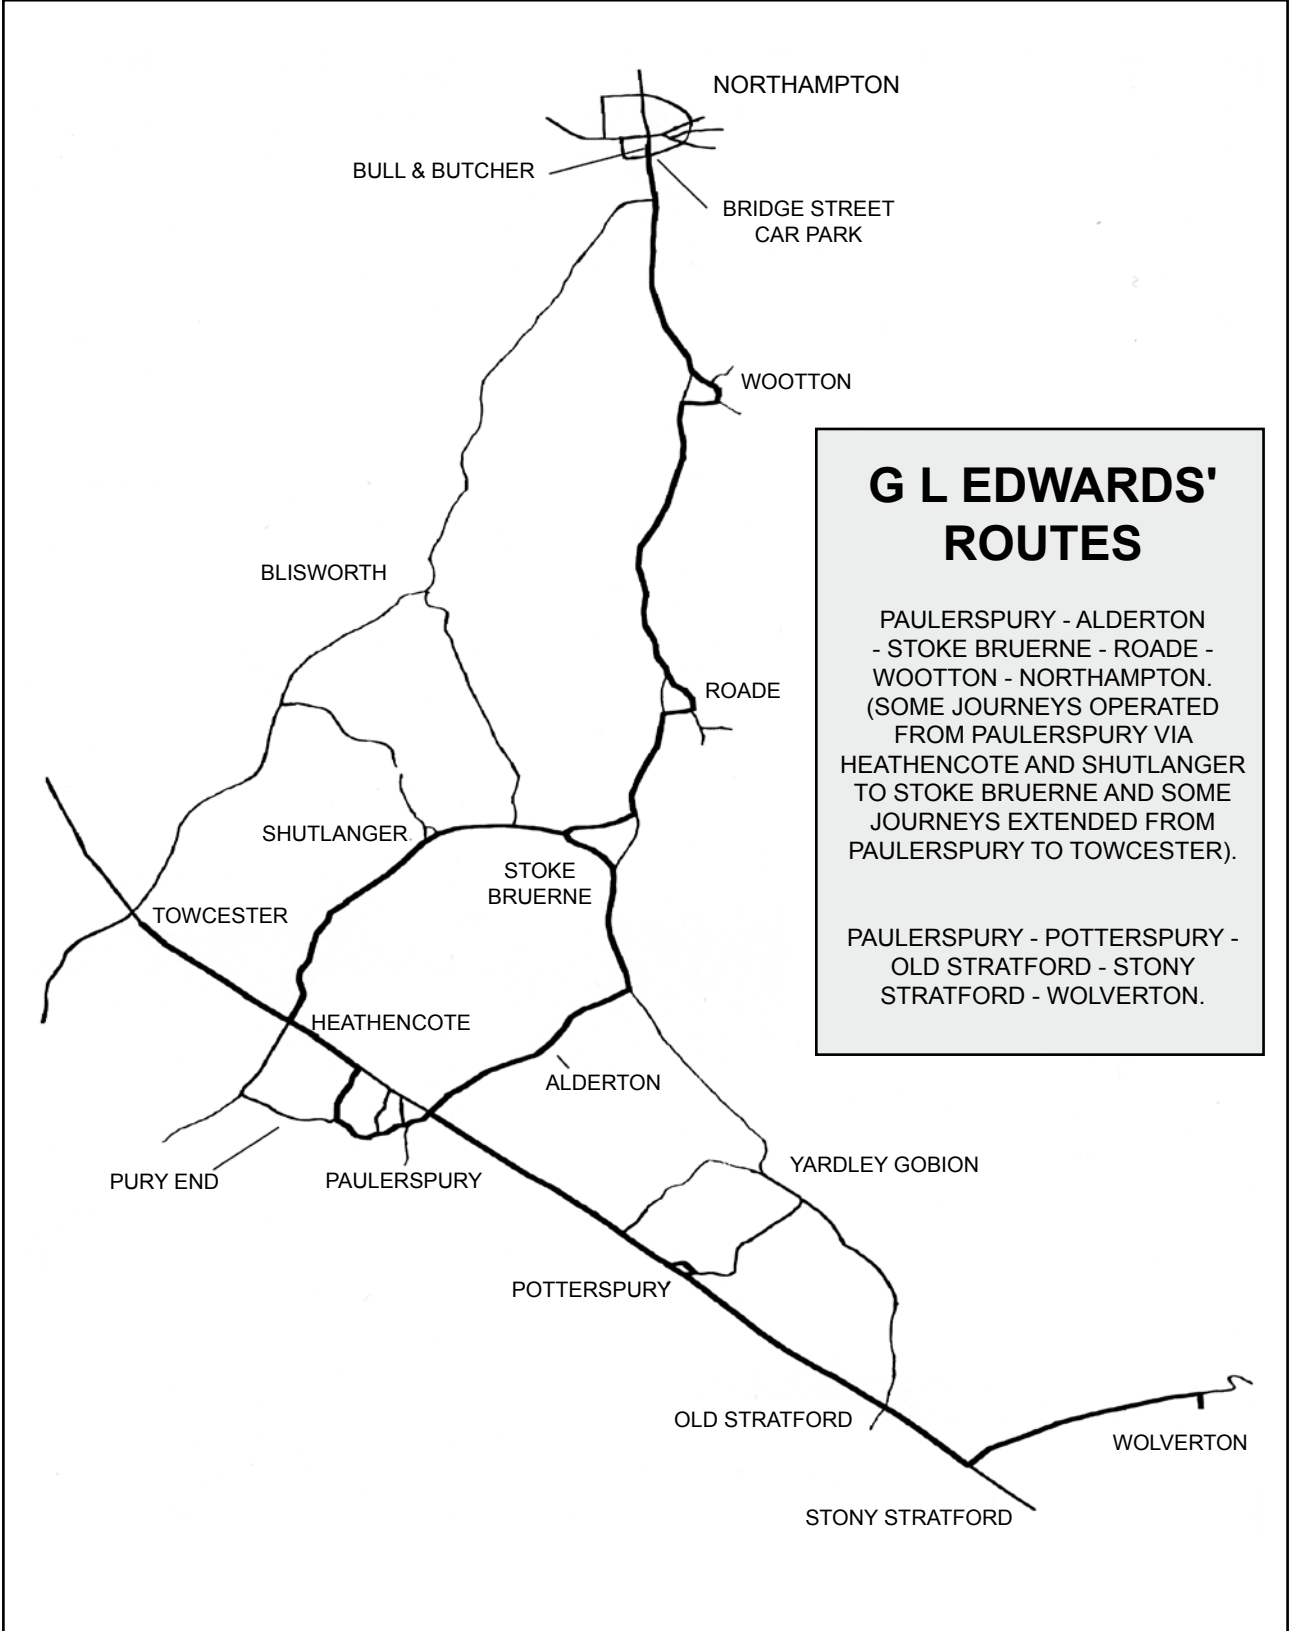 NORTHAMPTON
BULL & BUTCHER
BRIDGE STREET
CAR PARK
WOOTTON
G L EDWARDS'
ROUTES
PAULERSPURY - ALDERTON
- STOKE BRUERNE - ROADE -
WOOTTON - NORTHAMPTON.
(SOME JOURNEYS OPERATED
FROM PAULERSPURY VIA
HEATHENCOTE AND SHUTLANGER
TO STOKE BRUERNE AND SOME
JOURNEYS EXTENDED FROM
PAULERSPURY TO TOWCESTER).
PAULERSPURY - POTTERSPURY -
OLD STRATFORD - STONY
STRATFORD - WOLVERTON.
BLISWORTH
ROADE
SHUTLANGER
STOKE
BRUERNE
TOWCESTER
HEATHENCOTE
ALDERTON
PURY END
PAULERSPURY
YARDLEY GOBION
POTTERSPURY
OLD STRATFORD
WOLVERTON
STONY STRATFORD